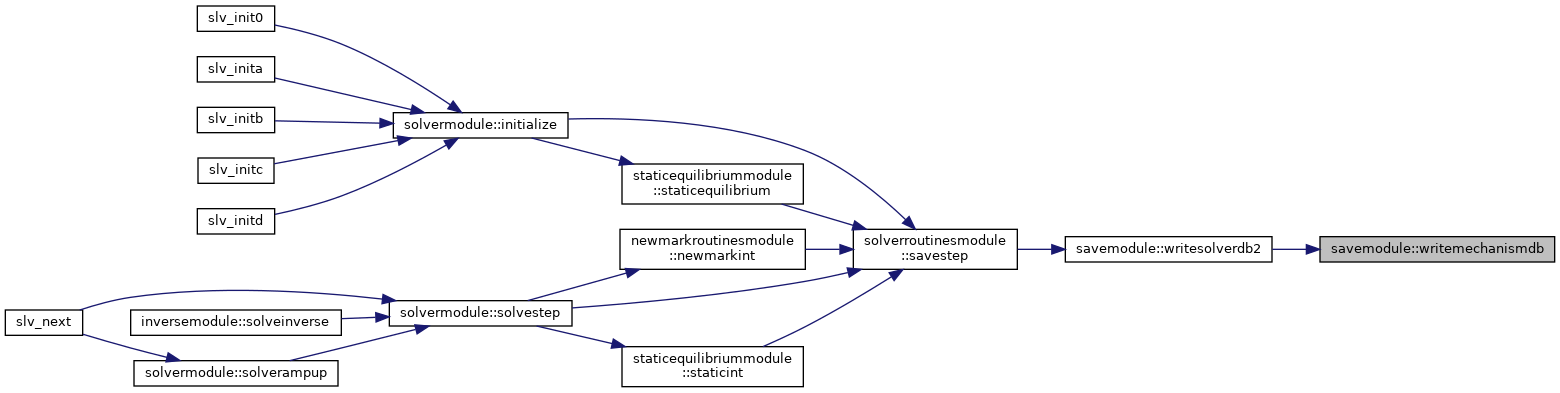 slv_init0
slv_inita
slv_initb
slv_initc
slv_initd
solvermodule::initialize
staticequilibriummodule
::staticequilibrium
newmarkroutinesmodule
::newmarkint
solverroutinesmodule
::savestep
savemodule::writesolverdb2
savemodule::writemechanismdb
slv_next
inversemodule::solveinverse
solvermodule::solvestep
solvermodule::solverampup
staticequilibriummodule
::staticint